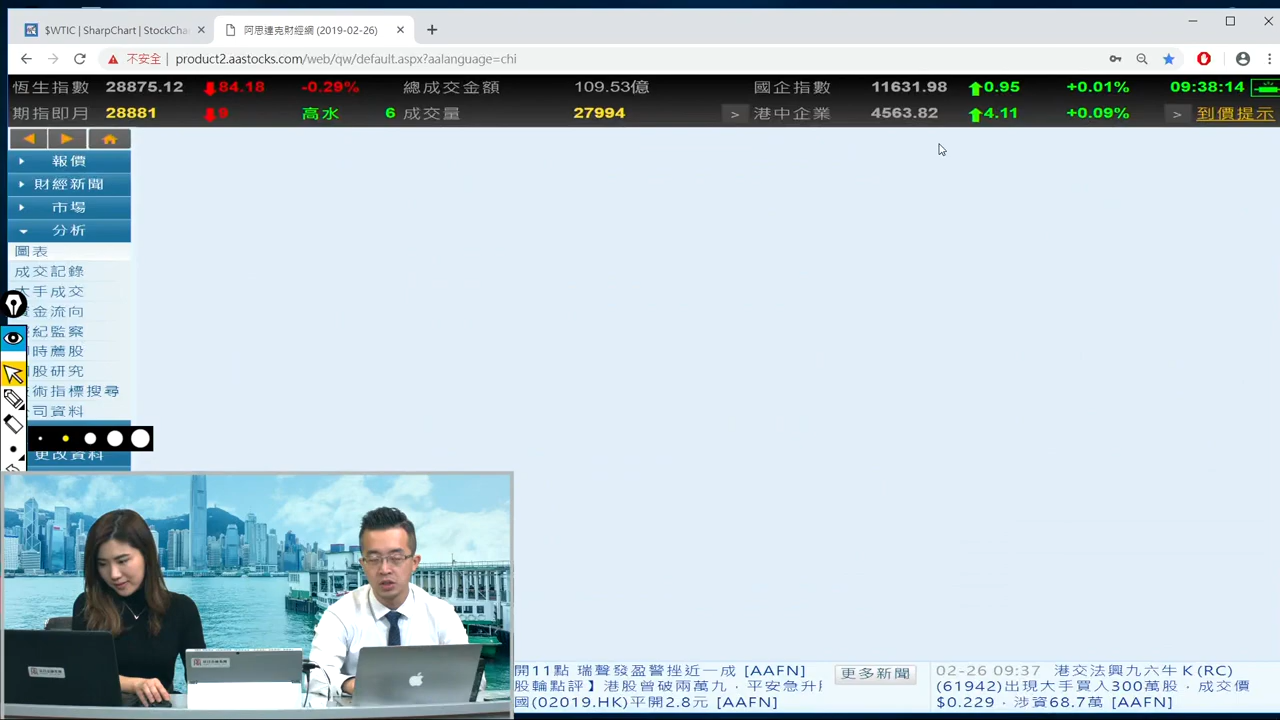 $WTIC | SharpChart | StockCha
阿思達克財經網 (2019-02-26)
不安全 | product2.aastocks.com/web/qw/default.aspx?aalanguage=chi
恆生指數 28875.12 84.18 -0.29% 總成交金額 109.53億 國企指數 11631.98 0.95 +0.01% 09:38:14
期指即月 28881 9 高水 6 成交量 27994 > 港中企業 4563.82 4.11 +0.09% > 到價提示
報價
財經新聞
市場
分析
圖表
成交記錄
大手成交
金流向
紀監察
時薦股
股研究
術指標搜尋
司資料
更改資料
開11點 瑞聲發盈警挫近一成 [AAFN]
股輪點評】港股曾破兩萬九，平安急升
國(02019.HK)平開2.8元 [AAFN]
更多新聞
02-26 09:37 港交法興九六牛K (RC)
(61942)出現大手買入300萬股，成交價
$0.229，涉資68.7萬 [AAFN]